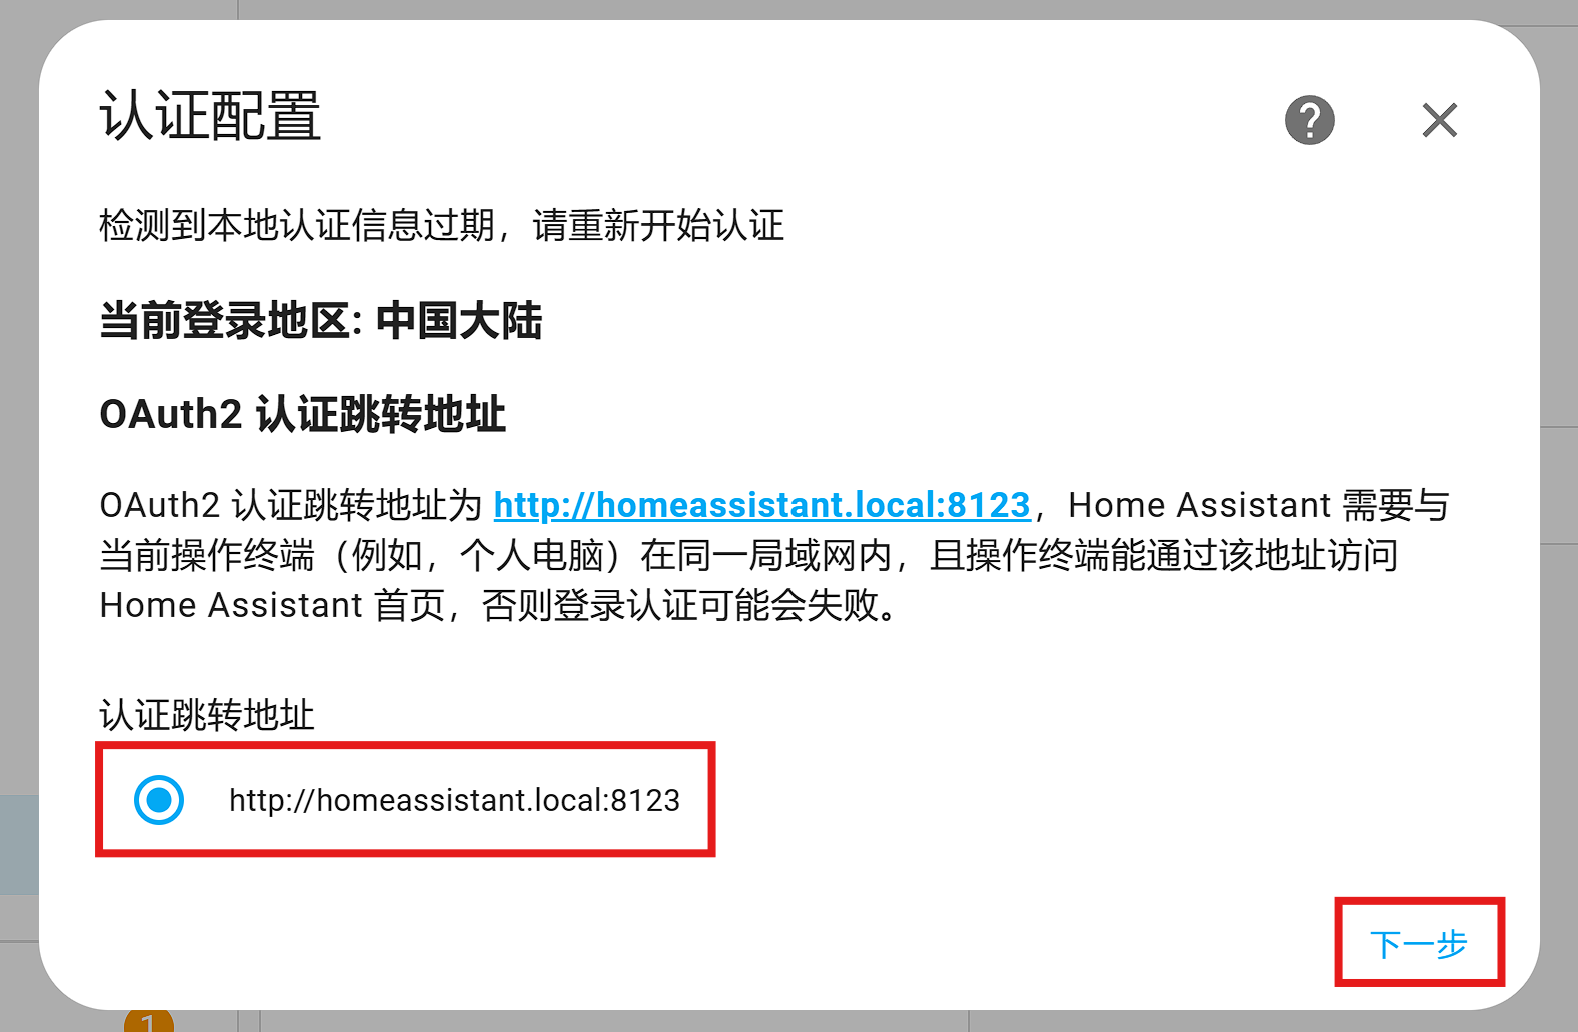 认证配置
检测到本地认证信息过期，请重新开始认证
当前登录地区: 中国大陆
OAuth2 认证跳转地址
OAuth2 认证跳转地址为 http://homeassistant.local:8123，Home Assistant 需要与
当前操作终端（例如，个人电脑）在同一局域网内，且操作终端能通过该地址访问
Home Assistant 首页，否则登录认证可能会失败。
认证跳转地址
http://homeassistant.local:8123
下一步
1